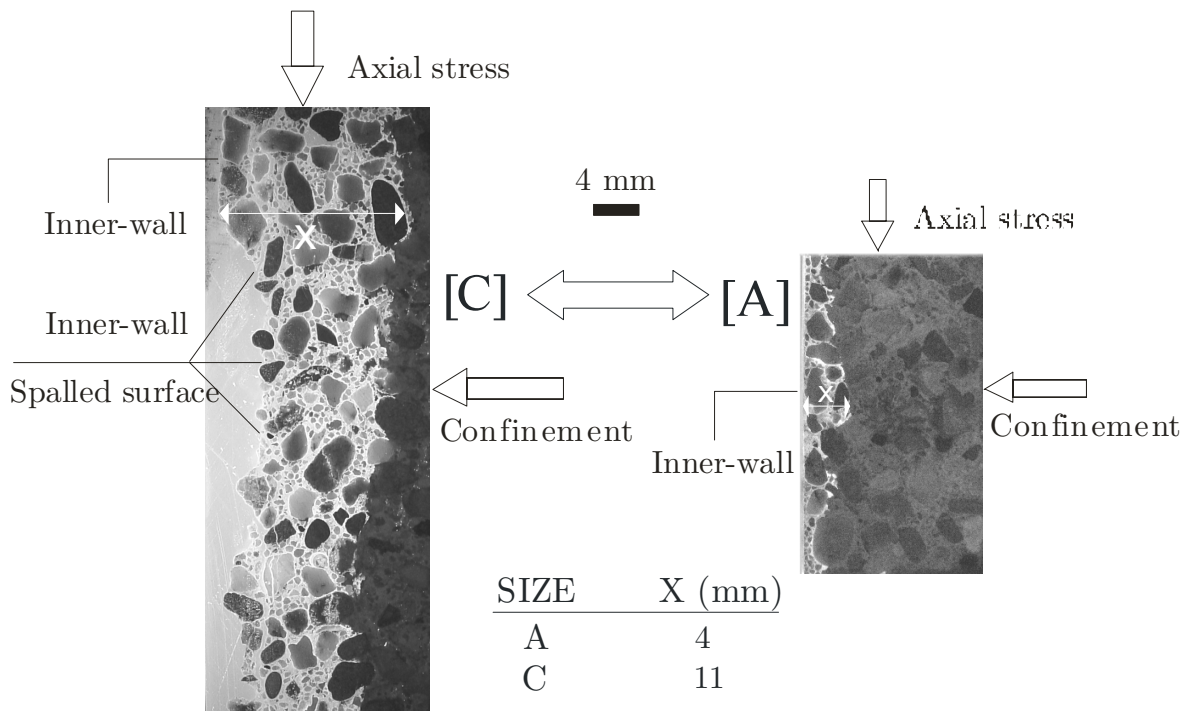 Axial stress
Inner-wall
X
Inner-wall
Spalled surface
[C]
Confinement
4 mm
[A]
Axial stress
X
Inner-wall
Confinement
SIZE X (mm)
A 4
C 11